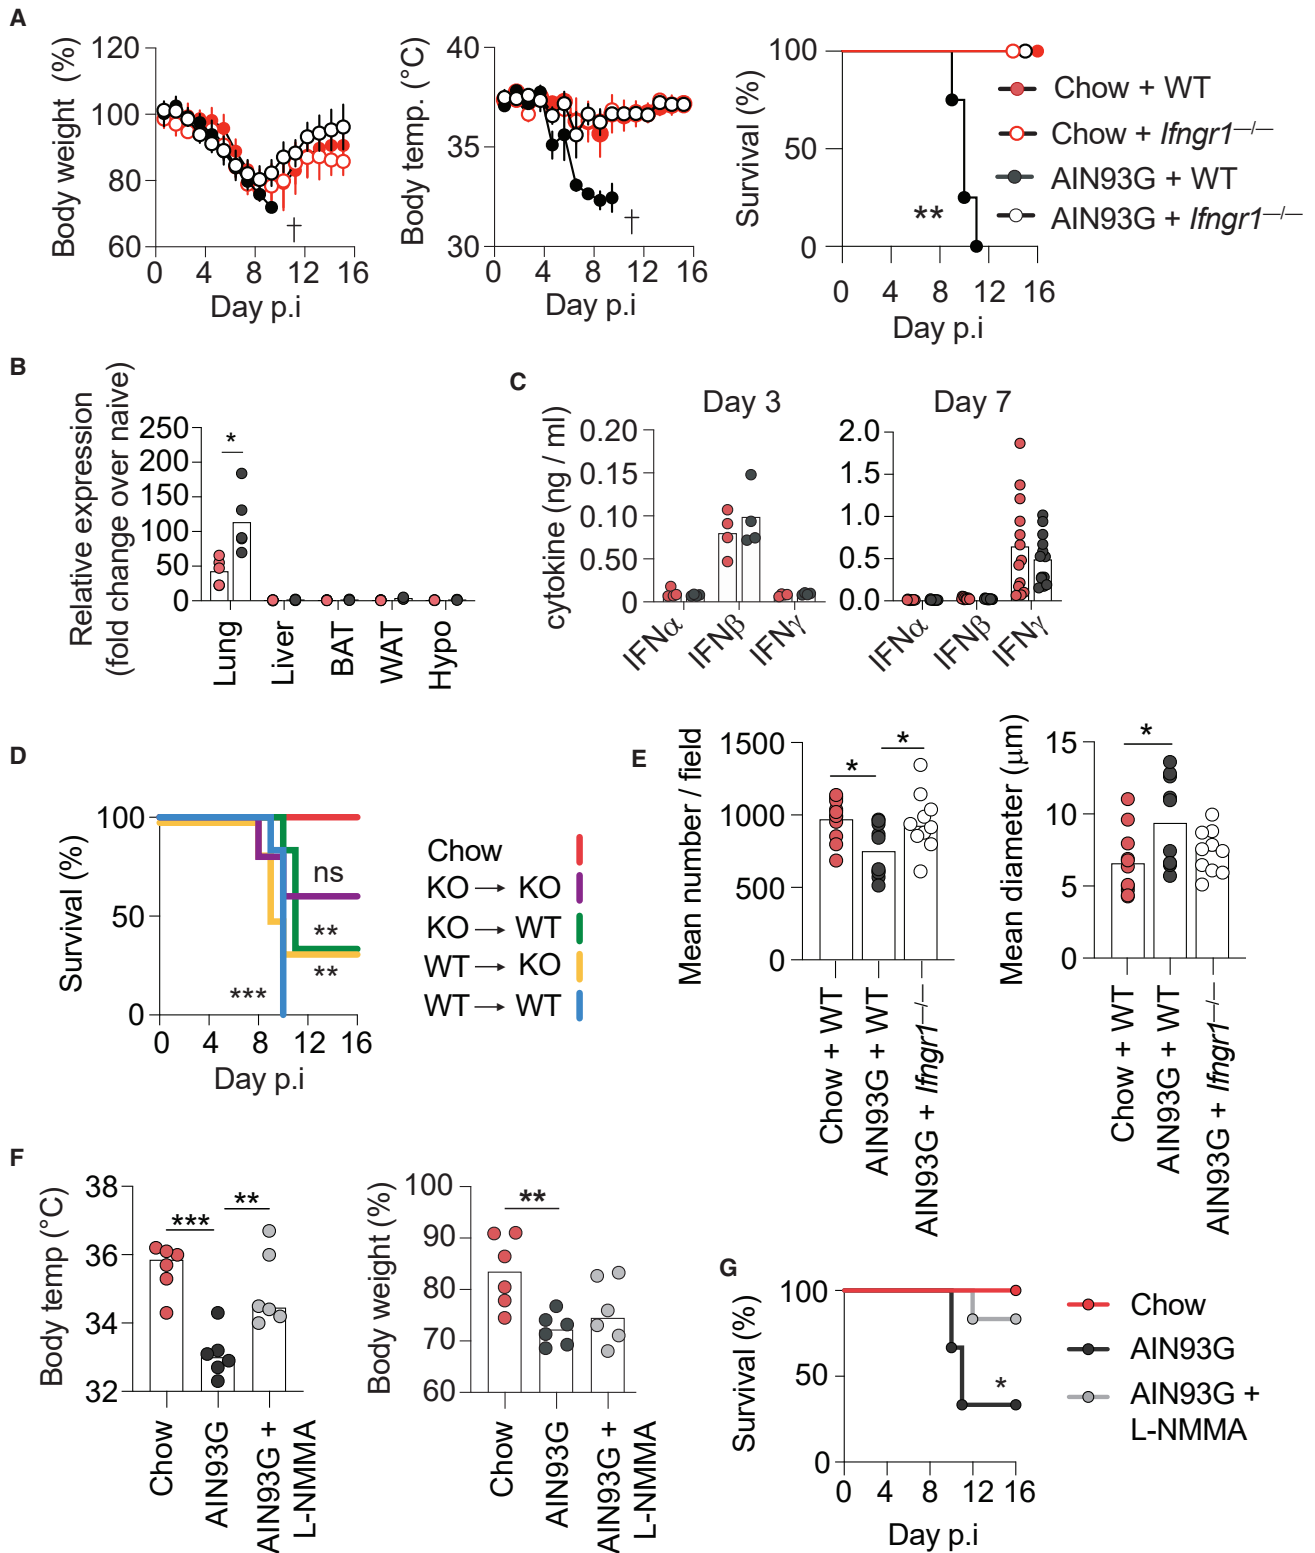 A
Body weight (%)
120
100
80
60
0 4 8 12 16
Day p.i
†
Body temp. (°C)
40
35
30
0 4 8 12 16
Day p.i
†
Survival (%)
100
50
0
**
0 4 8 12 16
Day p.i
Chow + WT
Chow + Ifngr1—/—
AIN93G + WT
AIN93G + Ifngr1—/—
B
Relative expression
(fold change over naive)
250
200
150
100
50
0
*
Lung
Liver
BAT
WAT
Hypo
C
cytokine (ng / ml)
Day 3
0.20
0.15
0.10
0.05
0
IFNα
IFNβ
IFNγ
Day 7
2.0
1.5
1.0
0.5
0.0
IFNα
IFNβ
IFNγ
D
Survival (%)
100
50
0
ns
**
**
***
0 4 8 12 16
Day p.i
Chow
KO → KO
KO → WT
WT → KO
WT → WT
E
Mean number / field
1500
1000
500
0
*
*
Chow + WT
AIN93G + WT
AIN93G + Ifngr1—/—
Mean diameter (μm)
15
10
5
0
*
Chow + WT
AIN93G + WT
AIN93G + Ifngr1—/—
F
Body temp (°C)
38
36
34
32
***
**
Chow
AIN93G
AIN93G +
L-NMMA
Body weight (%)
100
90
80
70
60
**
Chow
AIN93G
AIN93G +
L-NMMA
G
Survival (%)
100
50
0
*
0 4 8 12 16
Day p.i
Chow
AIN93G
AIN93G +
L-NMMA